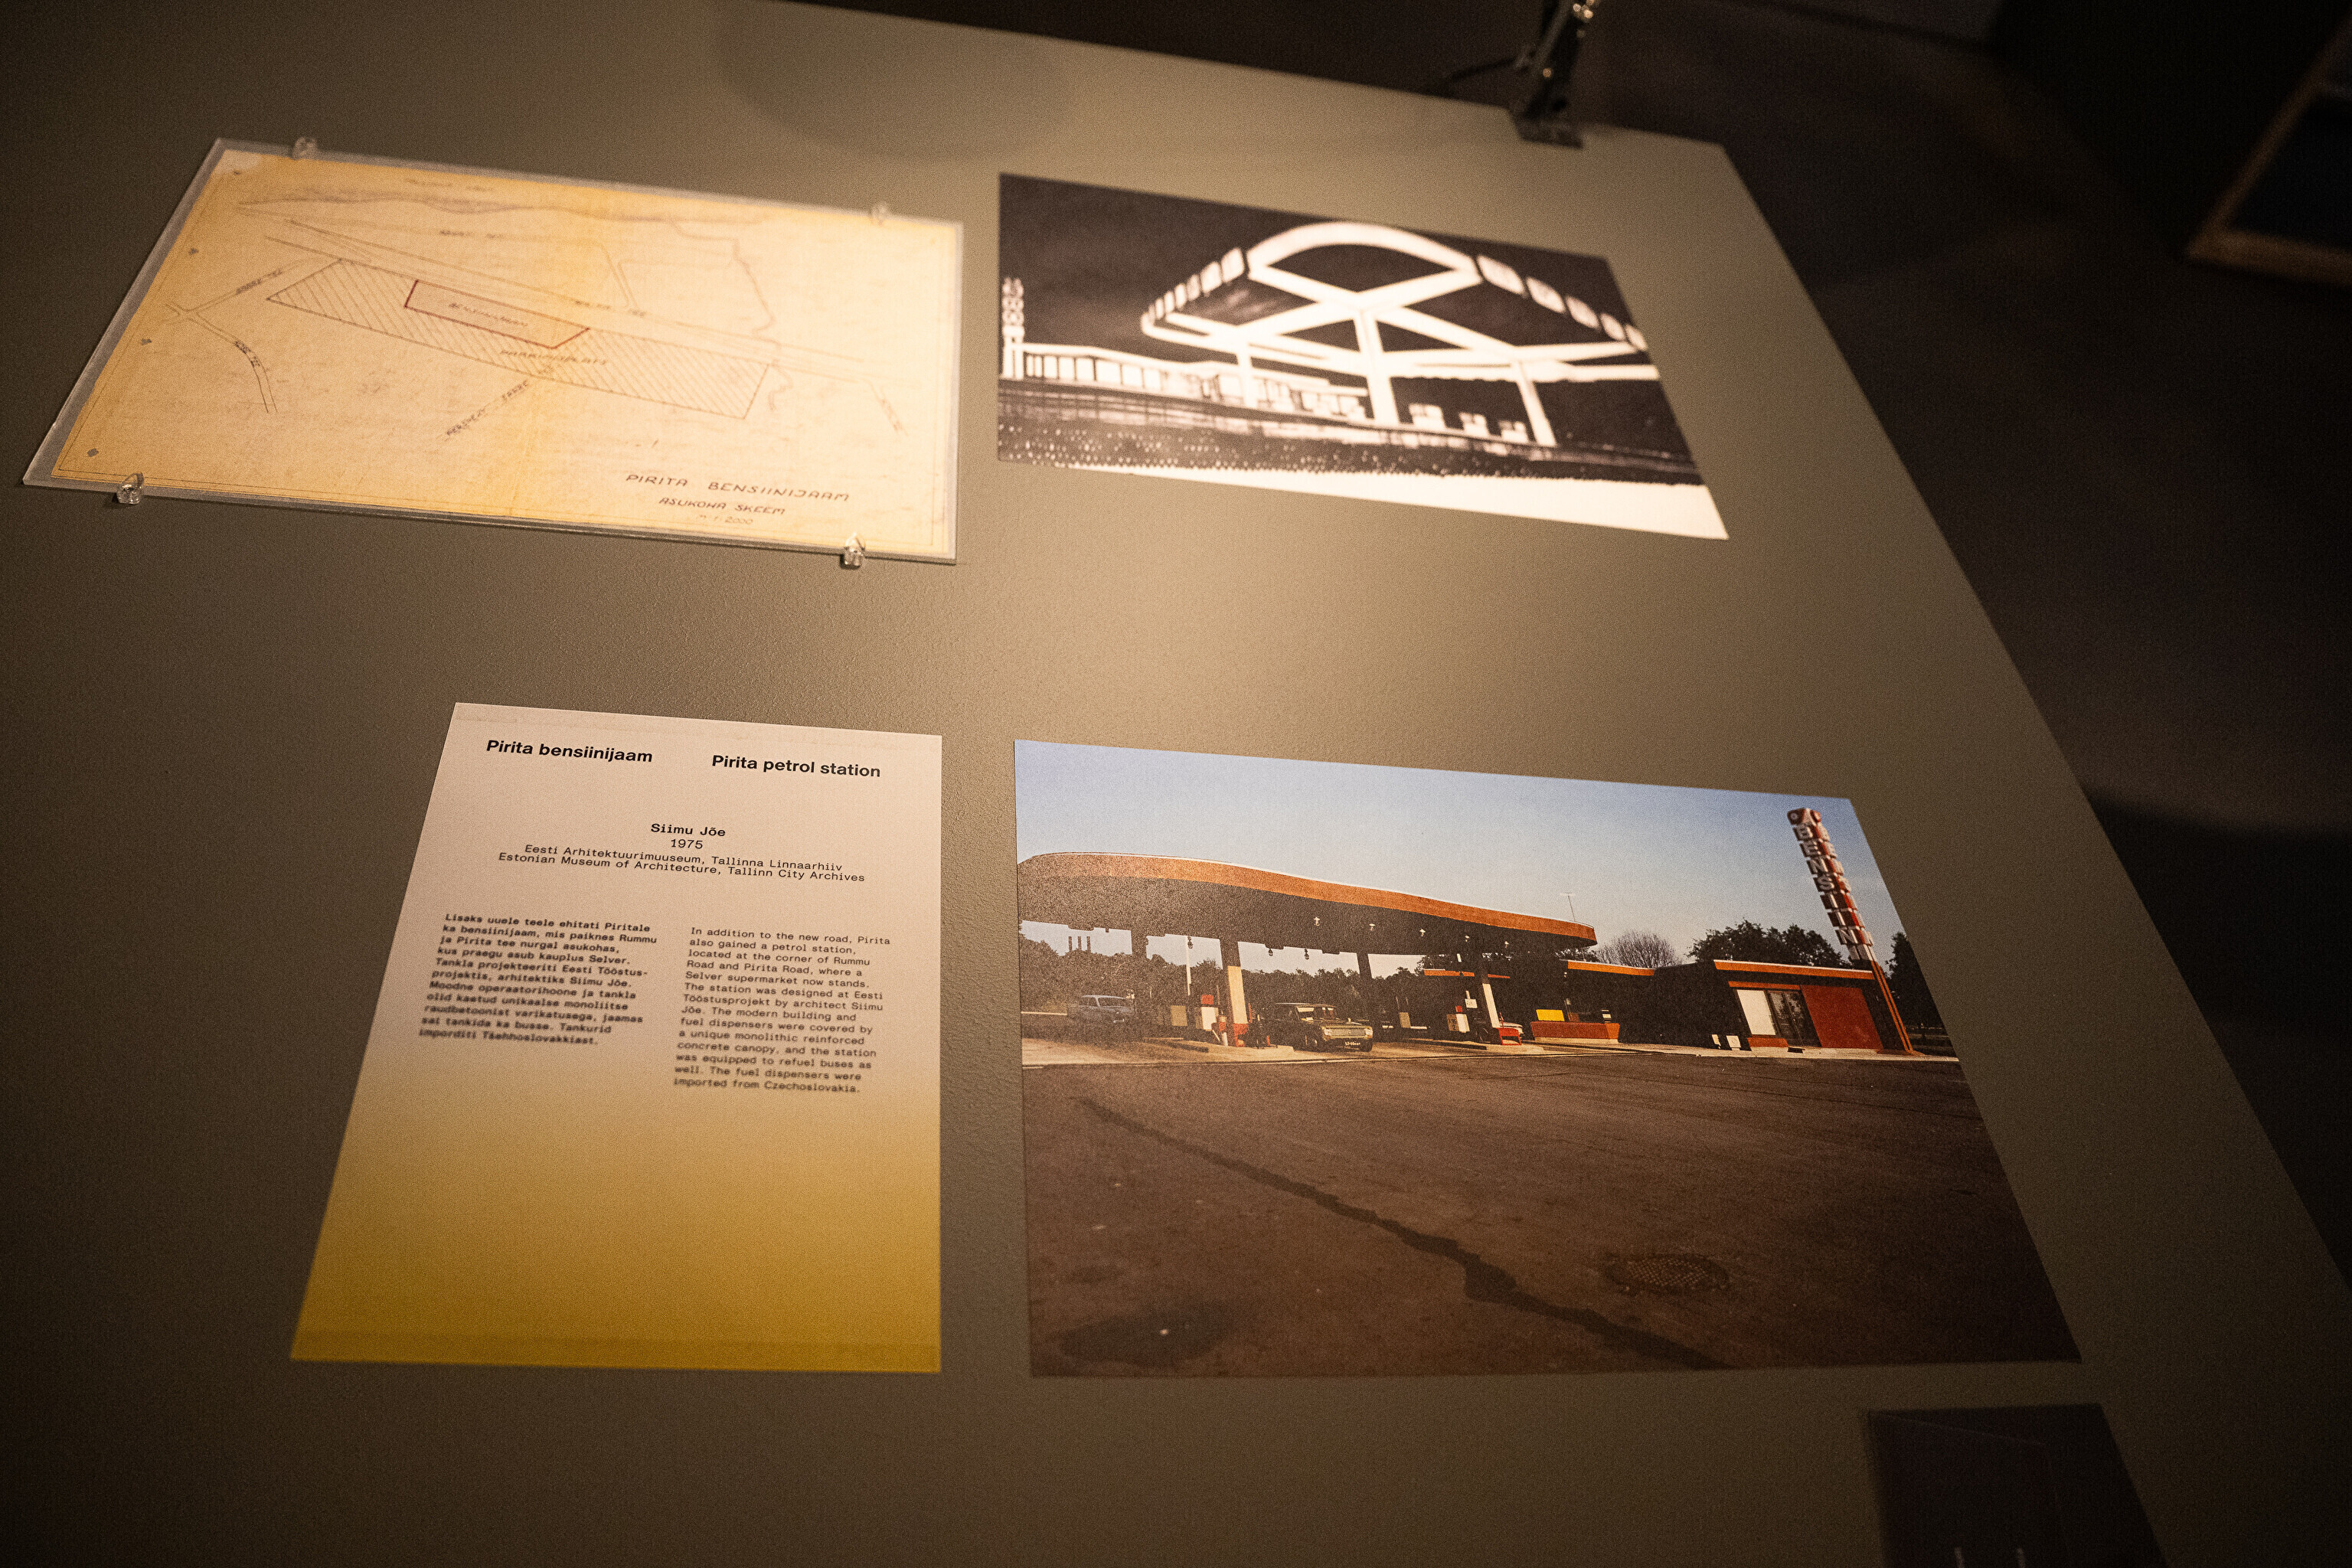 BENSIINIJAAM
PARKIMISPLATS
PIRITA BENSIINIJAAM
ASUKOHA SKEEM
M 1:2000
Pirita bensiinijaam
Pirita petrol station
Siimu Jõe
1975
Eesti Arhitektuurimuuseum, Tallinna Linnaarhiiv
Estonian Museum of Architecture, Tallinn City Archives
Lisaks uuele teele ehitati Piritale
ka bensiinijaam, mis paiknes Rummu
ja Pirita tee nurgal asukohas,
kus praegu asub kauplus Selver.
Tankla projekteeriti Eesti Tööstus-
projektis, arhitektiks Siimu Jõe.
Moodne operaatorihoone ja tankla
olid kaetud unikaalse monoliitse
raudbetoonist varikatusega, jaamas
sai tankida ka busse. Tankurid
imporditi Tšehhoslovakkiast.
In addition to the new road, Pirita
also gained a petrol station,
located at the corner of Rummu
Road and Pirita Road, where a
Selver supermarket now stands.
The station was designed at Eesti
Tööstusprojekt by architect Siimu
Jõe. The modern building and
fuel dispensers were covered by
a unique monolithic reinforced
concrete canopy, and the station
was equipped to refuel buses as
well. The fuel dispensers were
imported from Czechoslovakia.
BENSIIN